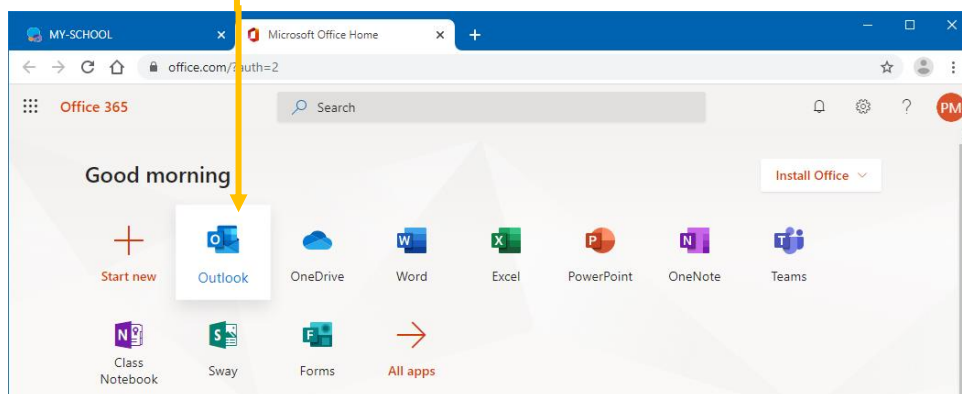 MY-SCHOOL
Microsoft Office Home
office.com/?auth=2
Office 365
Search
PM
Good morning
Install Office
Start new
Outlook
OneDrive
Word
Excel
PowerPoint
OneNote
Teams
Class
Notebook
Sway
Forms
All apps